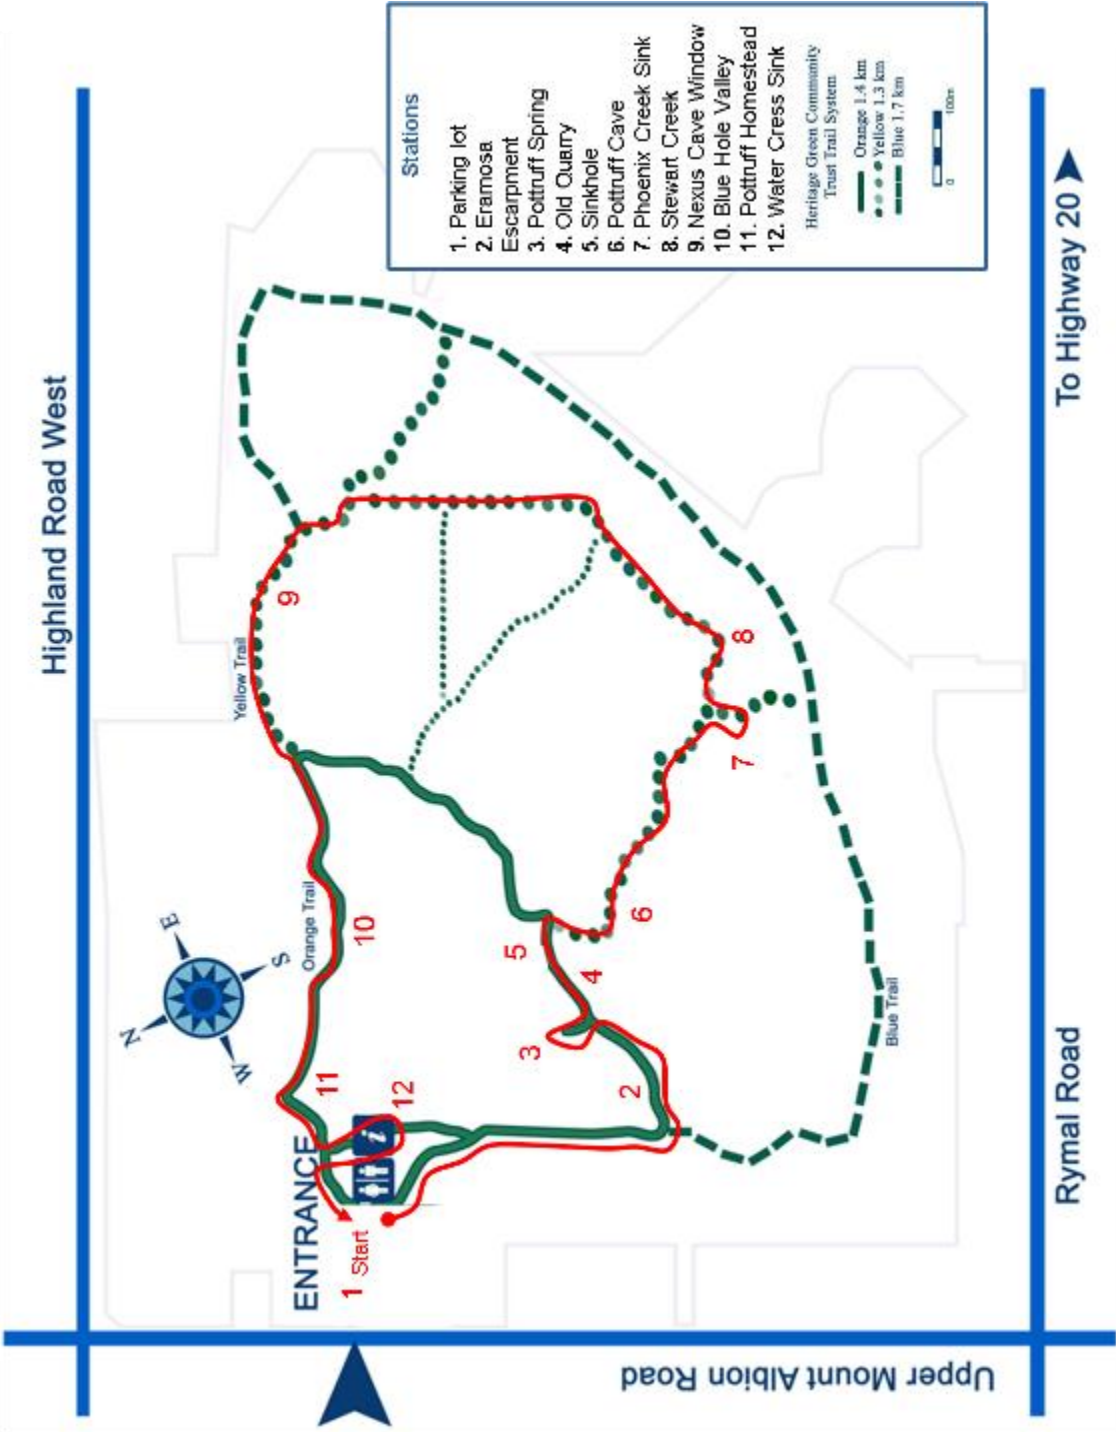 Highland Road West
Stations
1. Parking lot
2. Eramosa
Escarpment
3. Pottruff Spring
4. Old Quarry
5. Sinkhole
6. Pottruff Cave
7. Phoenix Creek Sink
8. Stewart Creek
9. Nexus Cave Window
10. Blue Hole Valley
11. Pottruff Homestead
12. Water Cress Sink
Heritage Green Community
Trust Trail System
Orange 1.4 km
Yellow 1.3 km
Blue 1.7 km
0 100m
N
E
S
W
Yellow Trail
Orange Trail
Blue Trail
ENTRANCE
i
1 Start
2
3
4
5
6
7
8
9
10
11
12
Rymal Road
To Highway 20
Upper Mount Albion Road